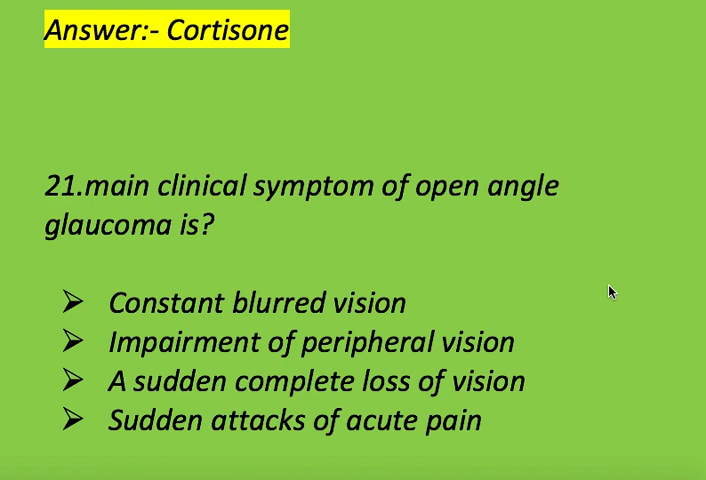 Answer:- Cortisone
21.main clinical symptom of open angle
glaucoma is?
➢ Constant blurred vision
➢ Impairment of peripheral vision
➢ A sudden complete loss of vision
➢ Sudden attacks of acute pain